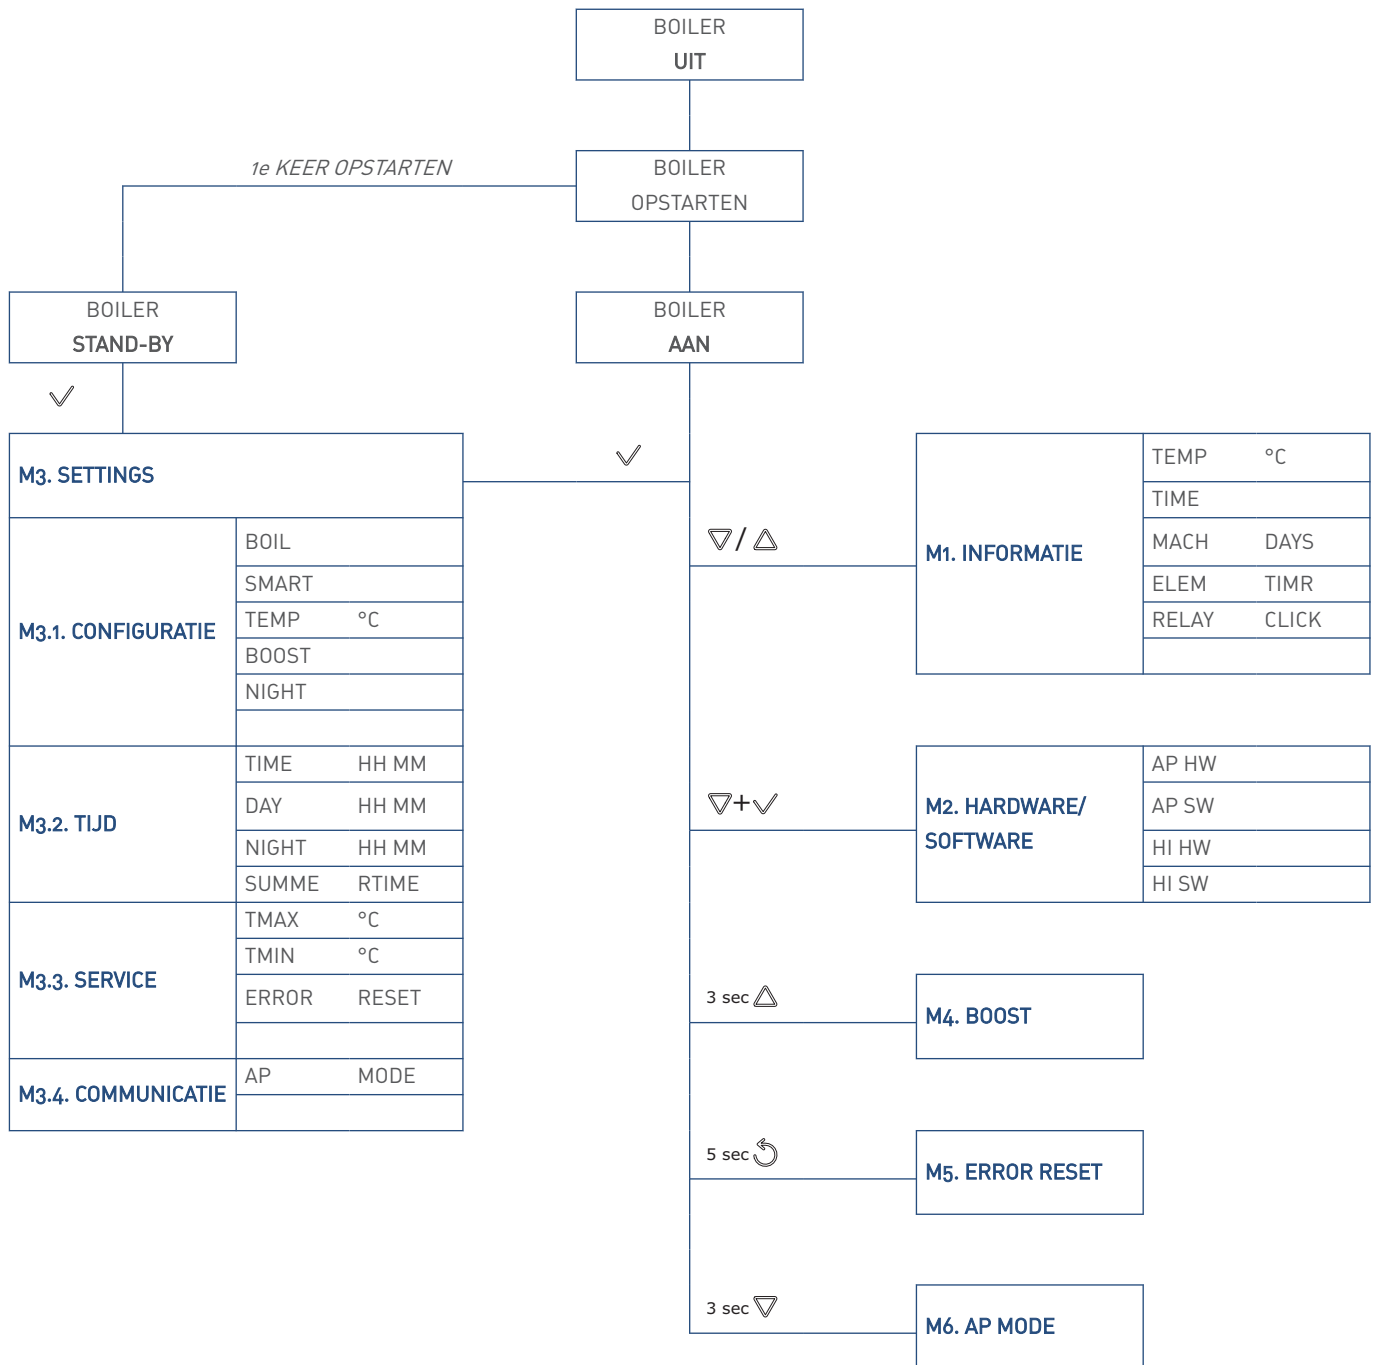 BOILER
UIT
1e KEER OPSTARTEN
BOILER
OPSTARTEN
BOILER
STAND-BY
BOILER
AAN
M3. SETTINGS
M3.1. CONFIGURATIE
BOIL
SMART
TEMP °C
BOOST
NIGHT
M3.2. TIJD
TIME HH MM
DAY HH MM
NIGHT HH MM
SUMME RTIME
M3.3. SERVICE
TMAX °C
TMIN °C
ERROR RESET
M3.4. COMMUNICATIE
AP MODE
/
M1. INFORMATIE
TEMP °C
TIME
MACH DAYS
ELEM TIMR
RELAY CLICK
+
M2. HARDWARE/
SOFTWARE
AP HW
AP SW
HI HW
HI SW
3 sec
M4. BOOST
5 sec
M5. ERROR RESET
3 sec
M6. AP MODE